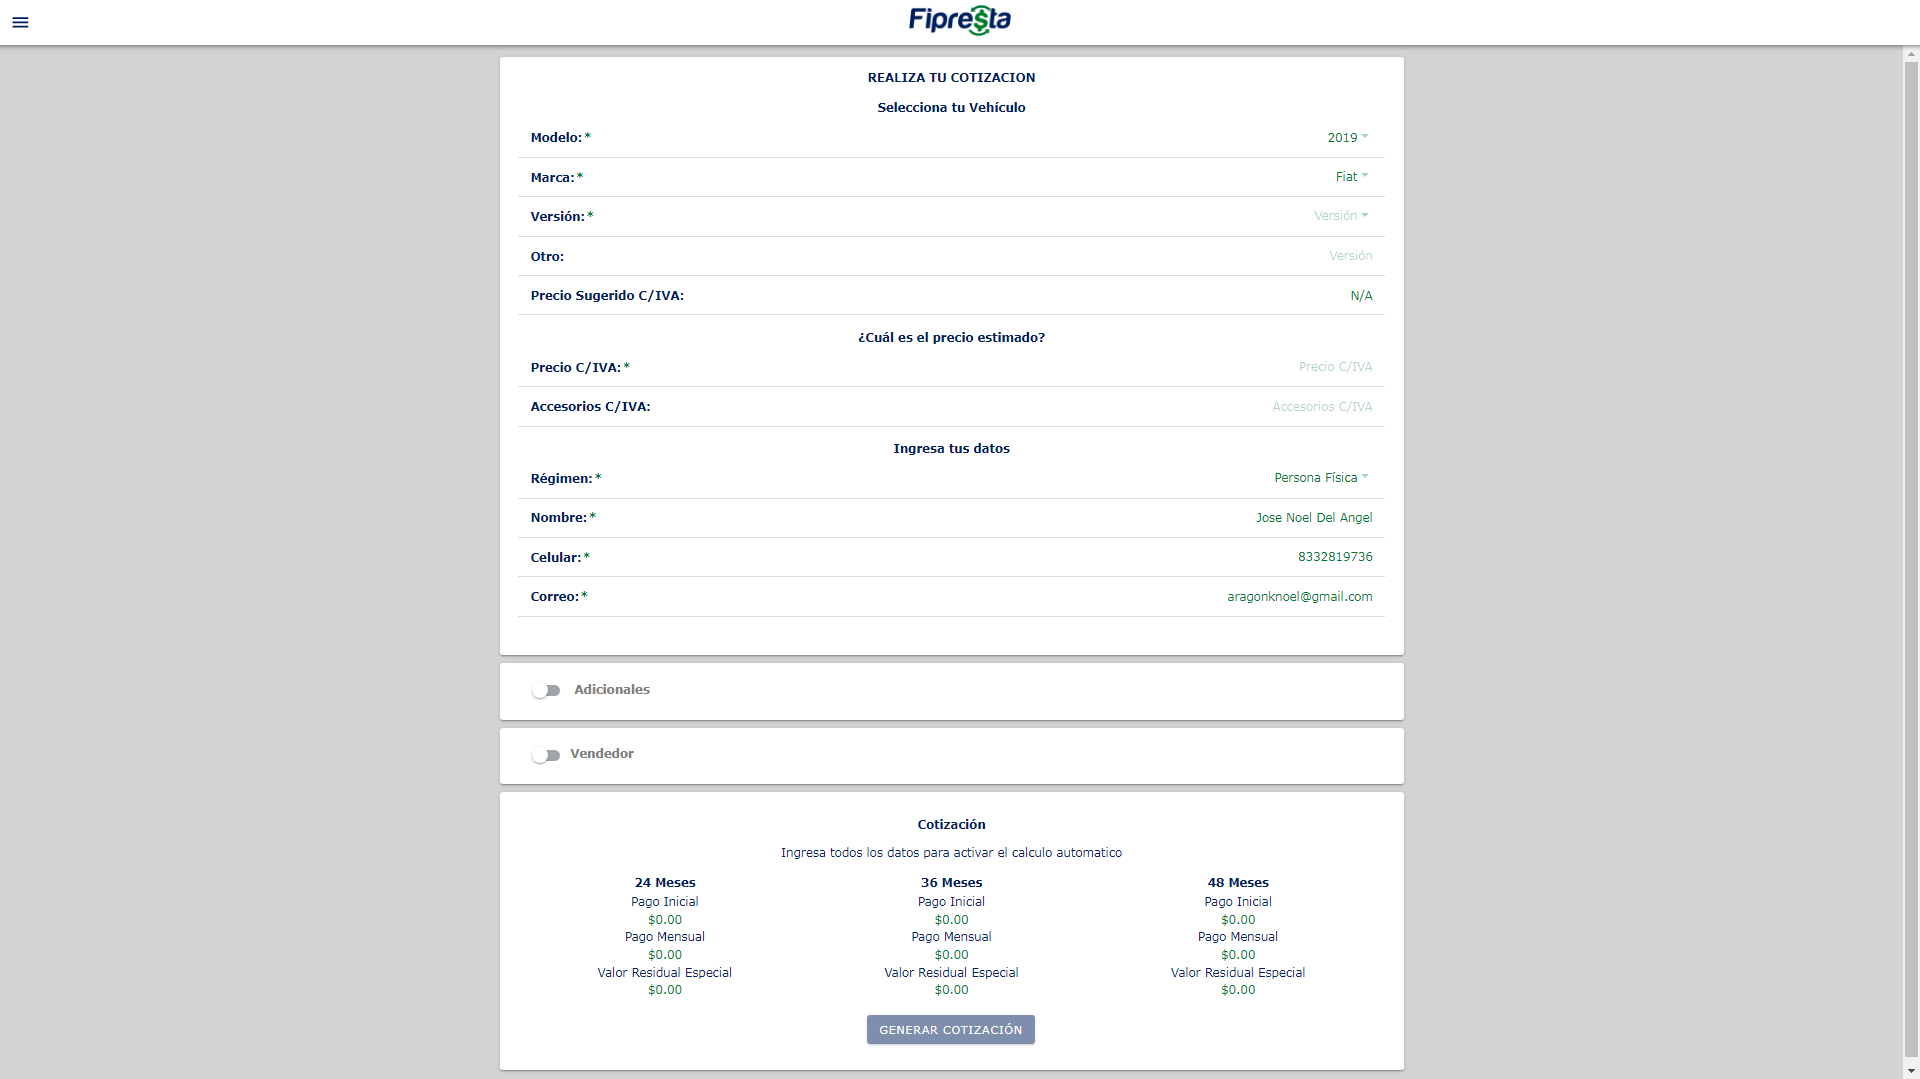 Fipre$ta
REALIZA TU COTIZACION
Selecciona tu Vehículo
Modelo:* 2019
Marca:* Fiat
Versión:* Versión
Otro: Versión
Precio Sugerido C/IVA: N/A
¿Cuál es el precio estimado?
Precio C/IVA:* Precio C/IVA
Accesorios C/IVA: Accesorios C/IVA
Ingresa tus datos
Régimen:* Persona Física
Nombre:* Jose Noel Del Angel
Celular:* 8332819736
Correo:* aragonknoel@gmail.com
Adicionales
Vendedor
Cotización
Ingresa todos los datos para activar el calculo automatico
24 Meses 36 Meses 48 Meses
Pago Inicial Pago Inicial Pago Inicial
$0.00 $0.00 $0.00
Pago Mensual Pago Mensual Pago Mensual
$0.00 $0.00 $0.00
Valor Residual Especial Valor Residual Especial Valor Residual Especial
$0.00 $0.00 $0.00
GENERAR COTIZACIÓN